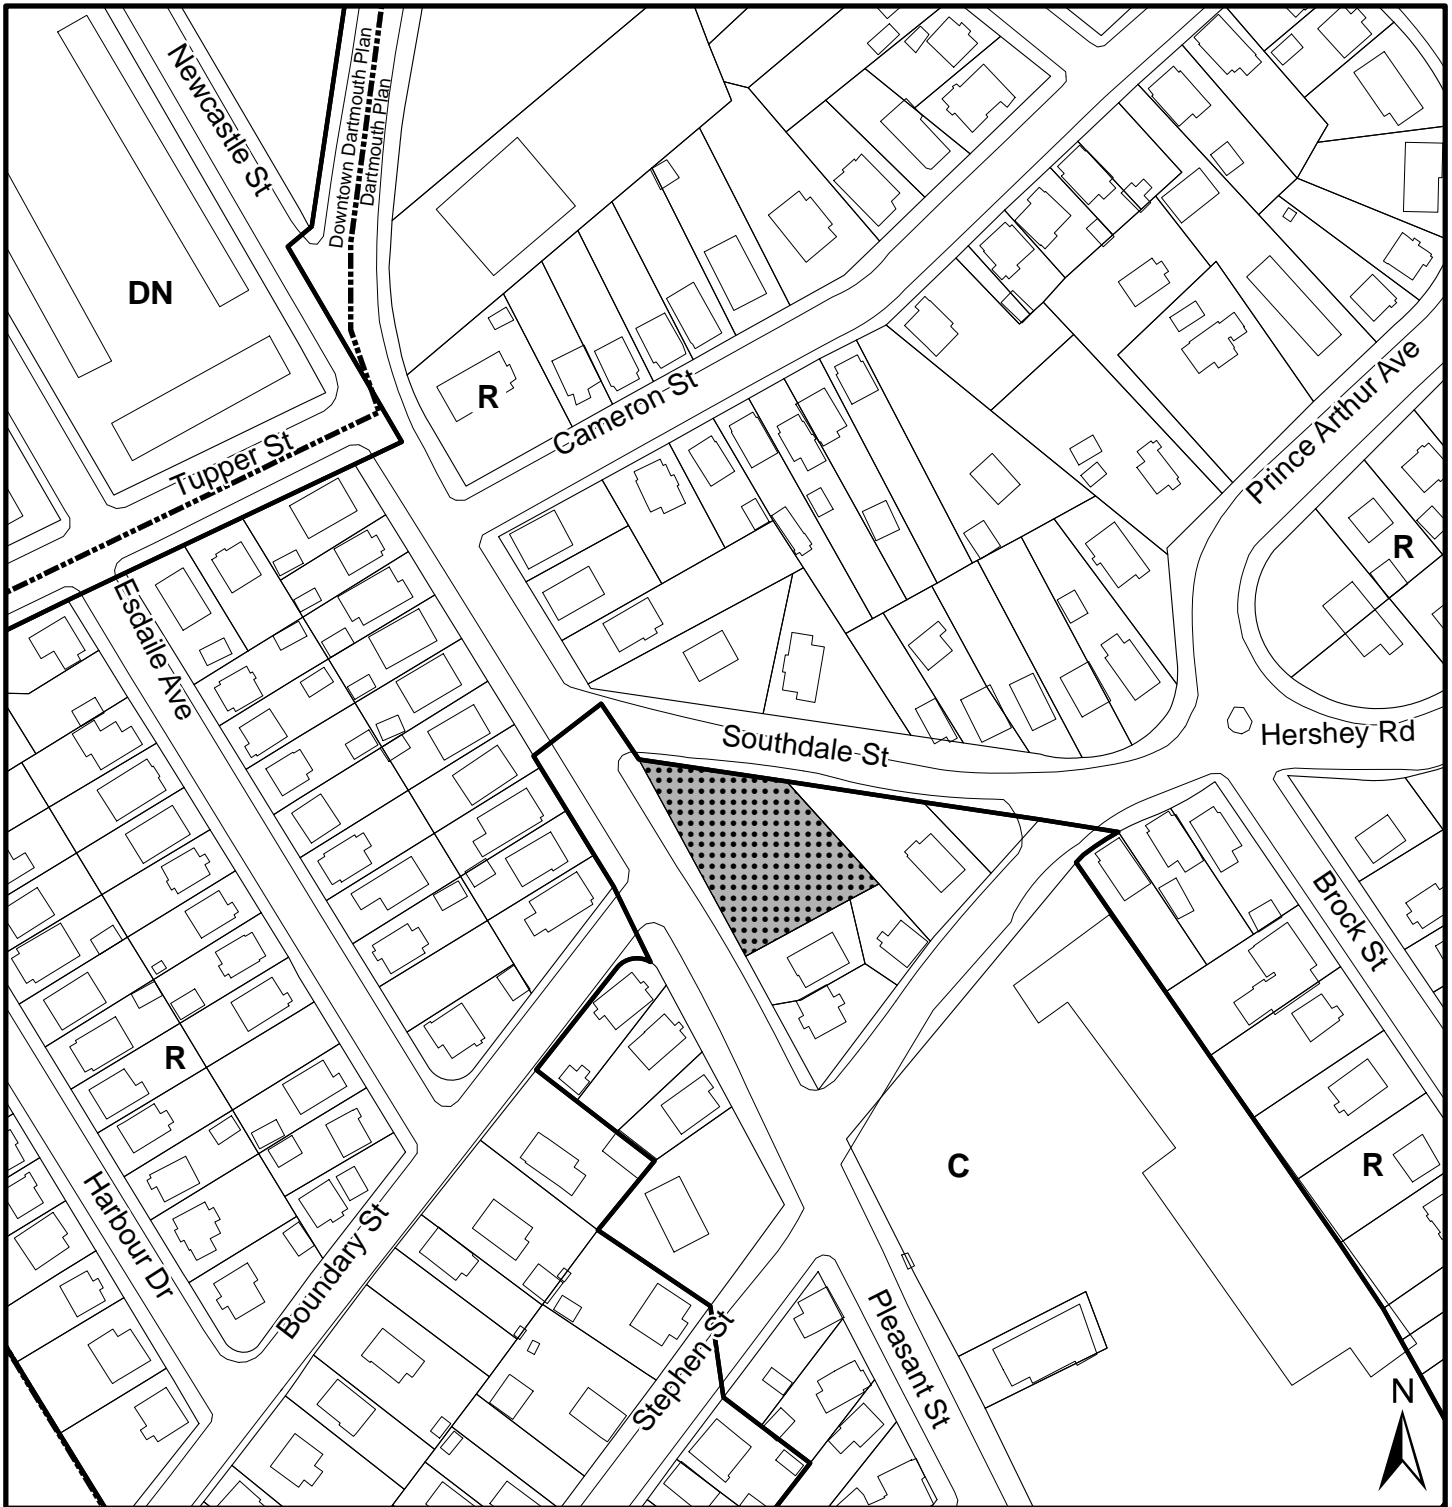 Newcastle St
Downtown Dartmouth Plan
Dartmouth Plan
DN
R
Cameron St
Prince Arthur Ave
Tupper St
R
Esdaile Ave
Southdale St
Hershey Rd
Brock St
R
C
R
Harbour Dr
Boundary St
Stephen St
Pleasant St
N